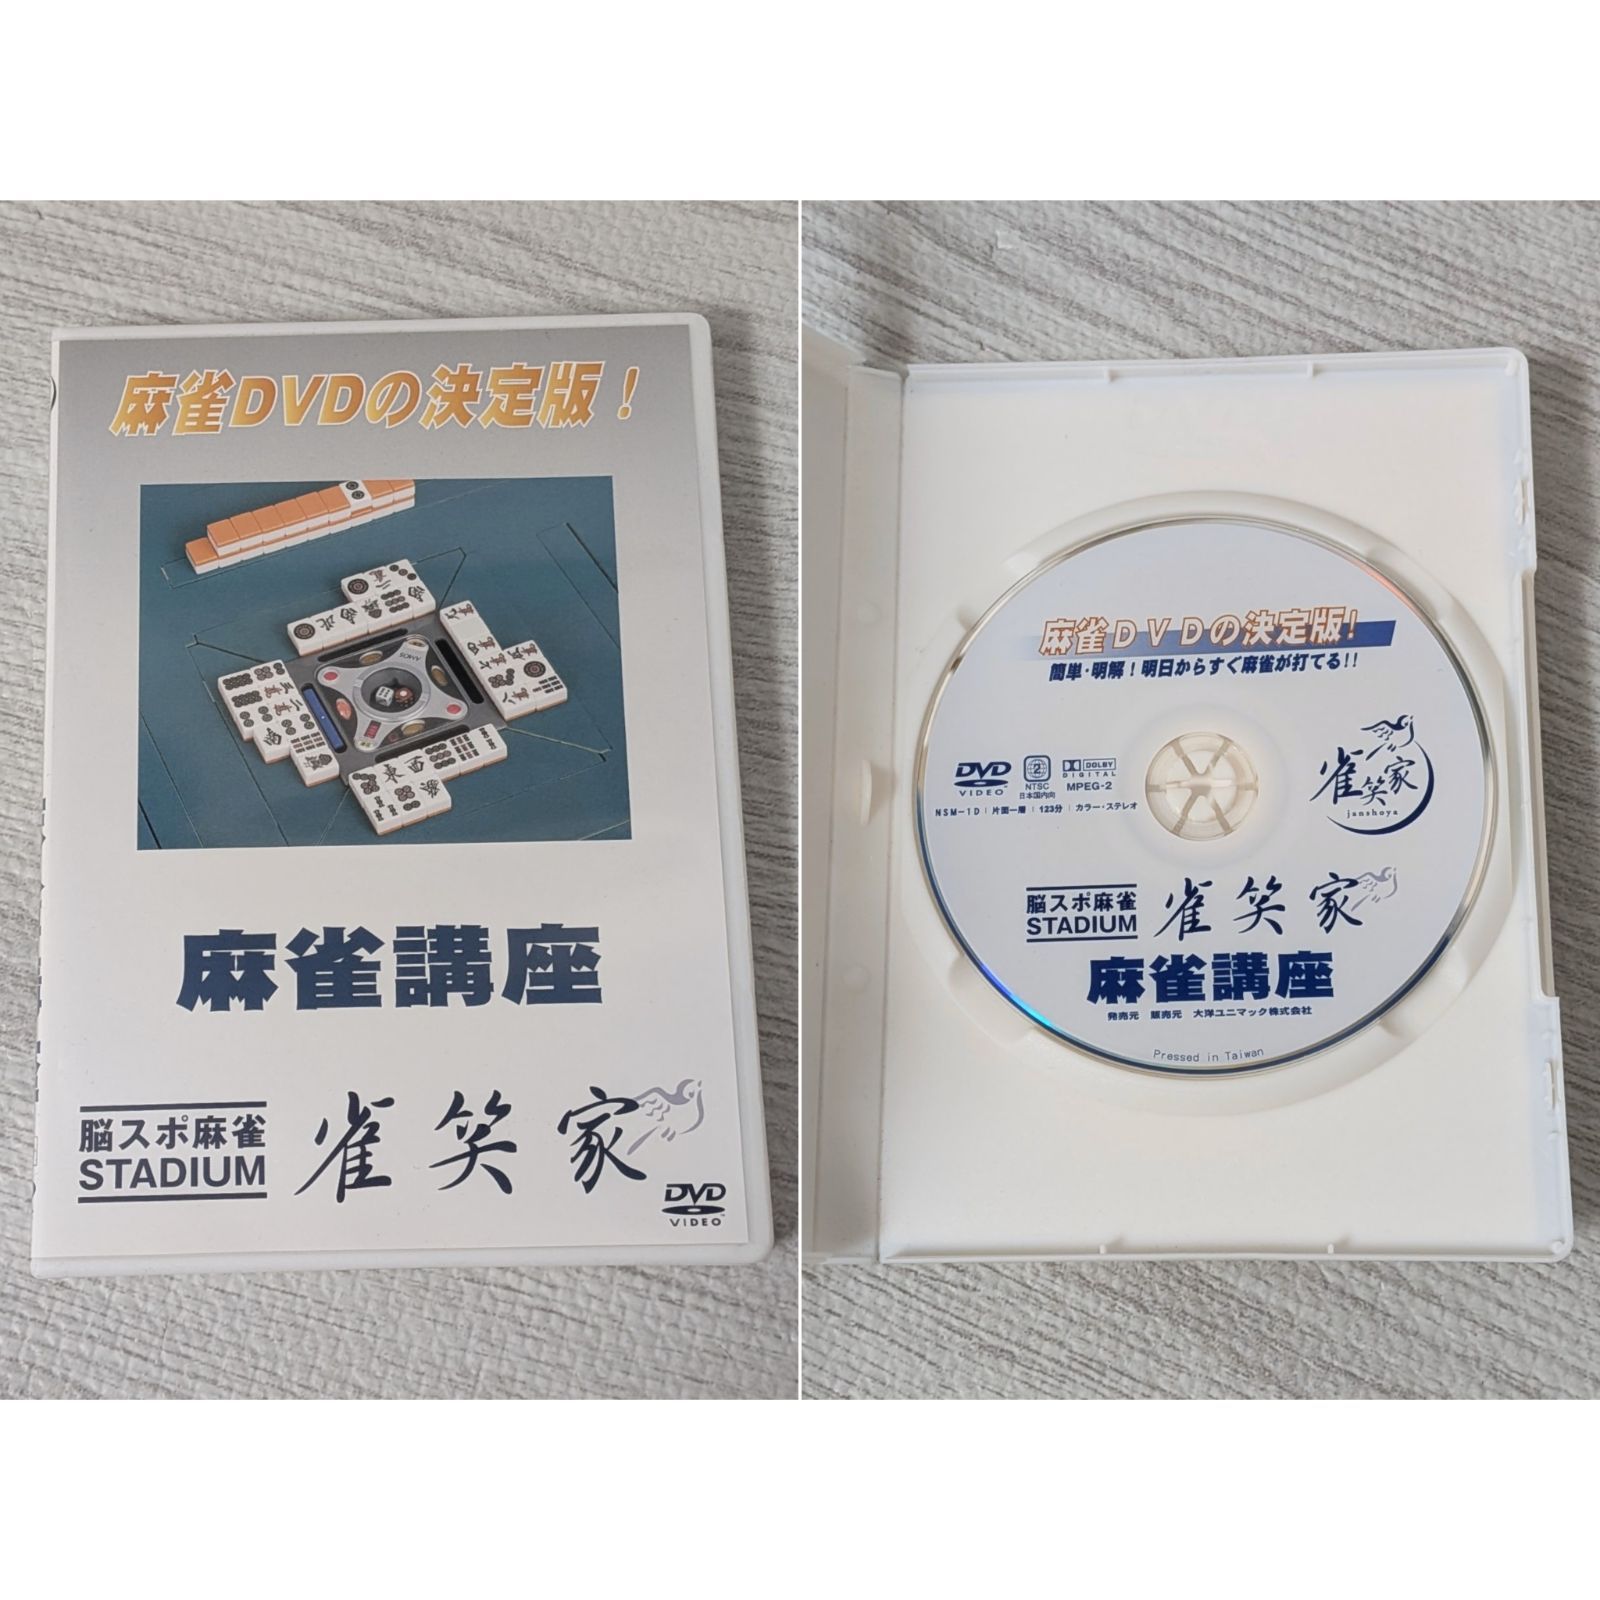 麻雀DVDの決定版！
麻雀講座
脳スポ麻雀
STADIUM
雀笑家
DVD
VIDEO
麻雀DVDの決定版！
簡単・明解！明日からすぐ麻雀が打てる！！
DVD
VIDEO
2
NTSC
日本国内向
DOLBY
DIGITAL
MPEG-2
NSM-1D | 片面一層 | 123分 | カラー・ステレオ
雀笑家
janshoya
脳スポ麻雀
STADIUM
雀笑家
麻雀講座
発売元 販売元 大洋ユニマック株式会社
Pressed in Taiwan